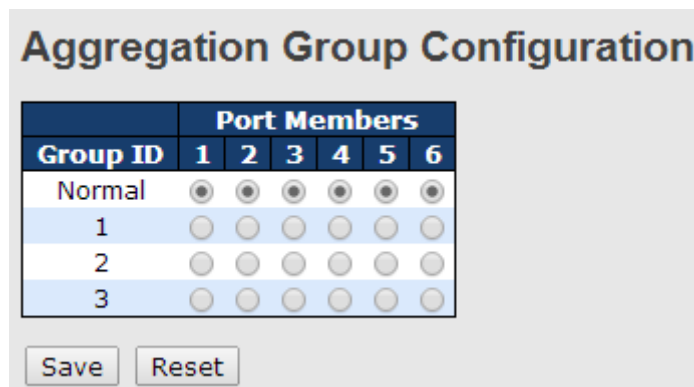 Aggregation Group Configuration
Port Members
Group ID 1 2 3 4 5 6
Normal
1
2
3
Save Reset